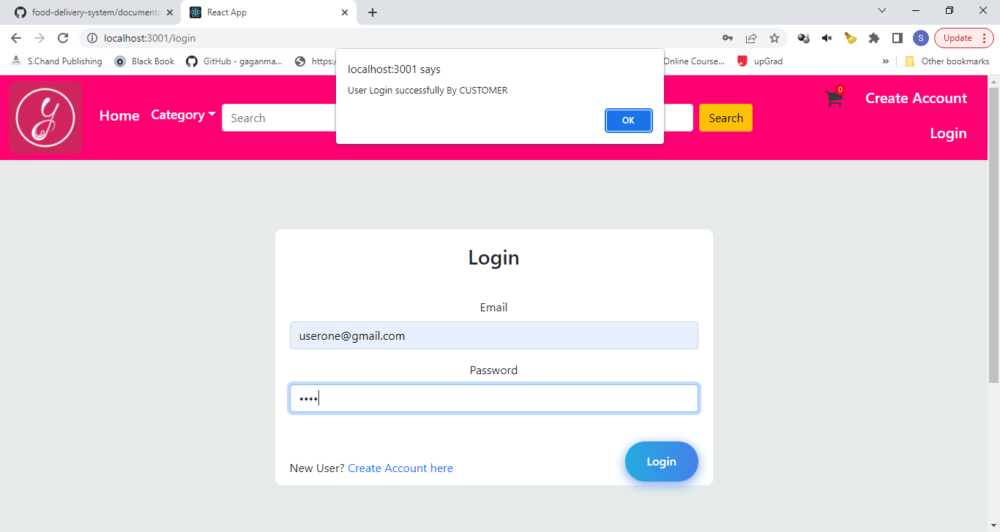 food-delivery-system/documenta
React App
localhost:3001/login
S
Update
S.Chand Publishing
Black Book
GitHub - gaganma...
https:/
Online Course...
upGrad
»
Other bookmarks
localhost:3001 says
User Login successfully By CUSTOMER
OK
y
Home
Category
Search
Search
0
Create Account
Login
Login
Email
userone@gmail.com
Password
••••
New User? Create Account here
Login